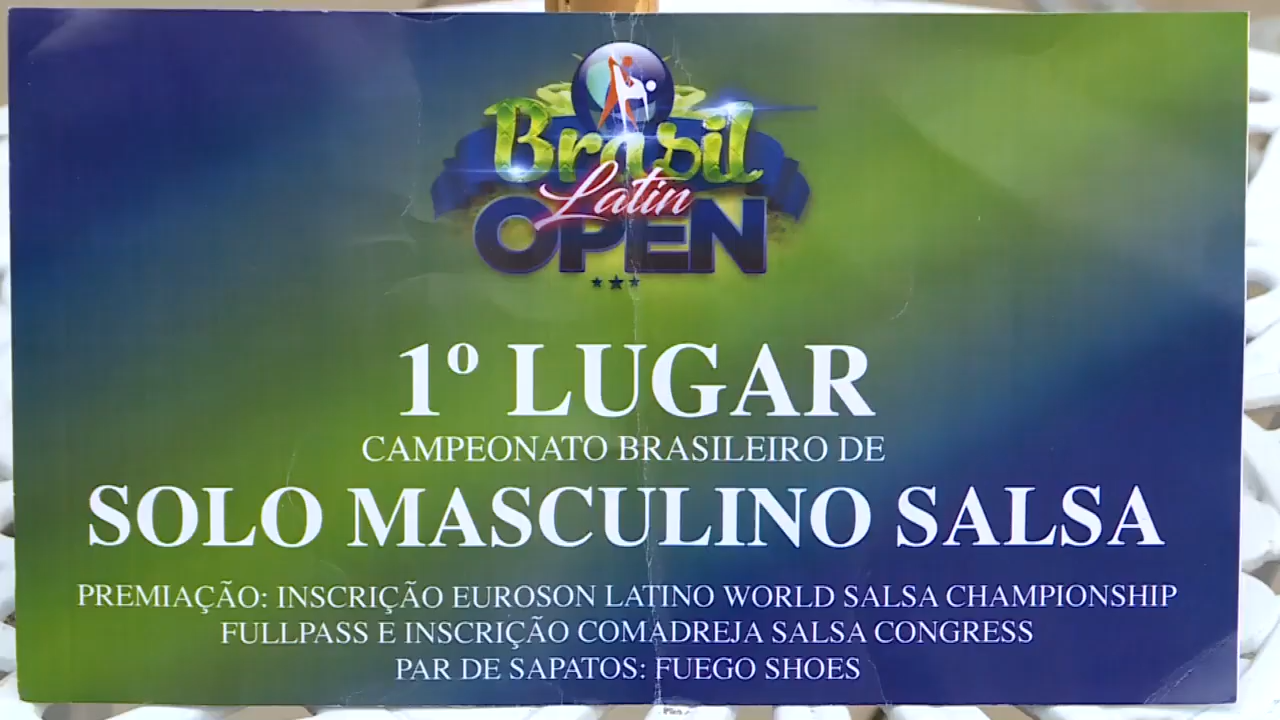 Brasil
Latin
OPEN
1º LUGAR
CAMPEONATO BRASILEIRO DE
SOLO MASCULINO SALSA
PREMIAÇÃO: INSCRIÇÃO EUROSON LATINO WORLD SALSA CHAMPIONSHIP
FULLPASS E INSCRIÇÃO COMADREJA SALSA CONGRESS
PAR DE SAPATOS: FUEGO SHOES